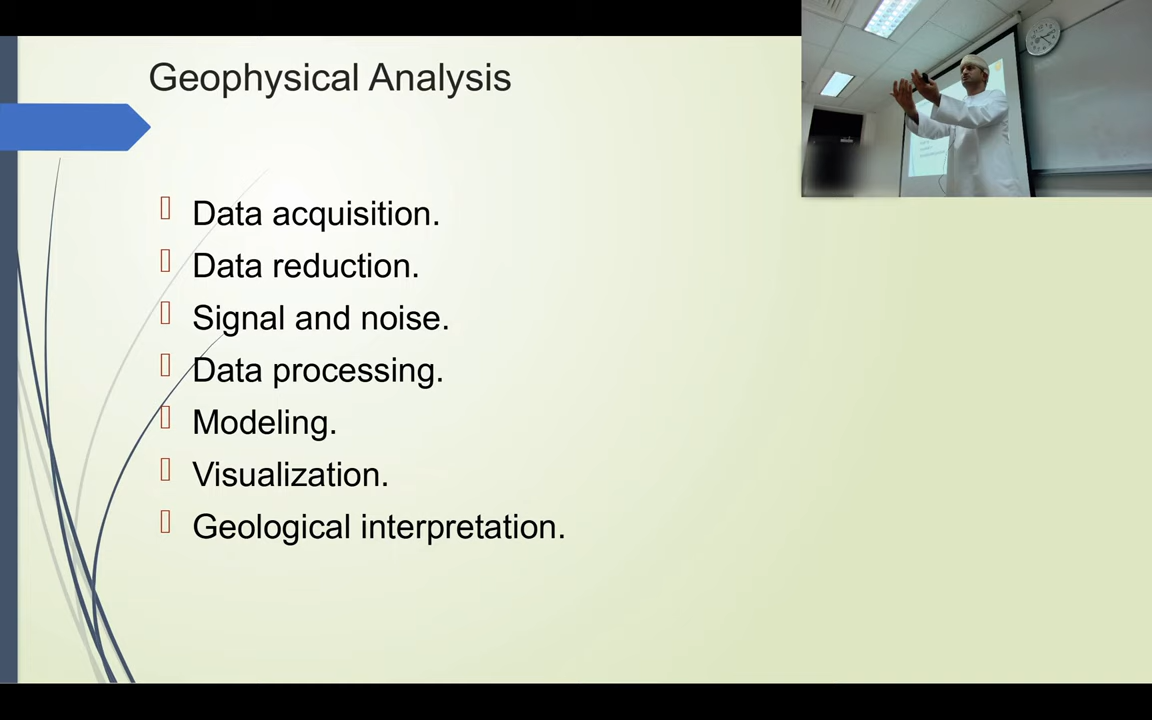 Geophysical Analysis
Data acquisition.
Data reduction.
Signal and noise.
Data processing.
Modeling.
Visualization.
Geological interpretation.